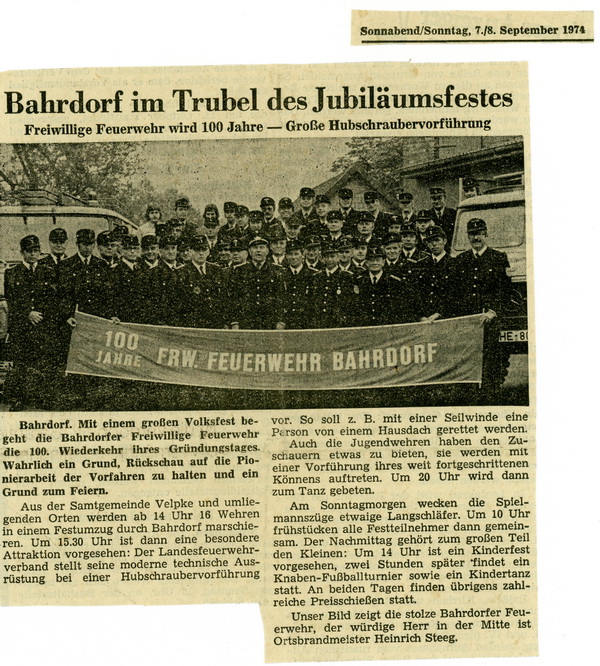 Sonnabend/Sonntag, 7./8. September 1974
Bahrdorf im Trubel des Jubiläumsfestes
Freiwillige Feuerwehr wird 100 Jahre — Große Hubschraubervorführung
HE-80
100
JAHRE FRW. FEUERWEHR BAHRDORF
Bahrdorf. Mit einem großen Volksfest be-
geht die Bahrdorfer Freiwillige Feuerwehr
die 100. Wiederkehr ihres Gründungstages.
Wahrlich ein Grund, Rückschau auf die Pio-
nierarbeit der Vorfahren zu halten und ein
Grund zum Feiern.
Aus der Samtgemeinde Velpke und umlie-
genden Orten werden ab 14 Uhr 16 Wehren
in einem Festumzug durch Bahrdorf marschie-
ren. Um 15.30 Uhr ist dann eine besondere
Attraktion vorgesehen: Der Landesfeuerwehr-
verband stellt seine moderne technische Aus-
rüstung bei einer Hubschraubervorführung
vor. So soll z. B. mit einer Seilwinde eine
Person von einem Hausdach gerettet werden.
Auch die Jugendwehren haben den Zu-
schauern etwas zu bieten, sie werden mit
einer Vorführung ihres weit fortgeschrittenen
Könnens auftreten. Um 20 Uhr wird dann
zum Tanz gebeten.
Am Sonntagmorgen wecken die Spiel-
mannszüge etwaige Langschläfer. Um 10 Uhr
frühstücken alle Festteilnehmer dann gemein-
sam. Der Nachmittag gehört zum großen Teil
den Kleinen: Um 14 Uhr ist ein Kinderfest
vorgesehen, zwei Stunden später findet ein
Knaben-Fußballturnier sowie ein Kindertanz
statt. An beiden Tagen finden übrigens zahl-
reiche Preisschießen statt.
Unser Bild zeigt die stolze Bahrdorfer Feu-
erwehr, der würdige Herr in der Mitte ist
Ortsbrandmeister Heinrich Steeg.